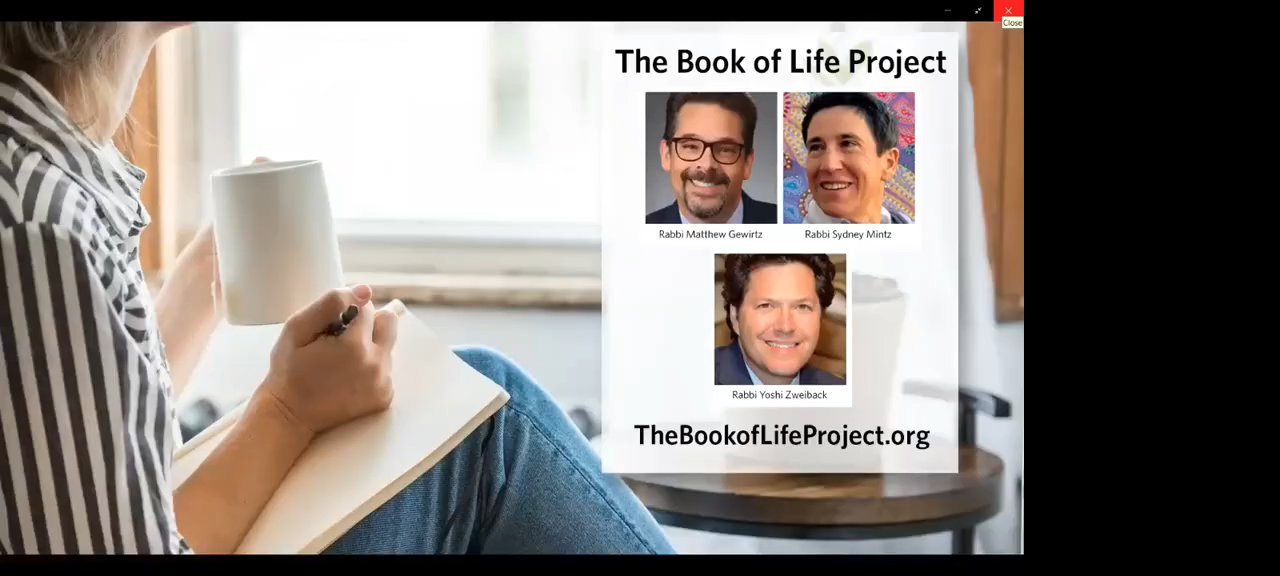 Close
The Book of Life Project
Rabbi Matthew Gewirtz
Rabbi Sydney Mintz
Rabbi Yoshi Zweiback
TheBookofLifeProject.org